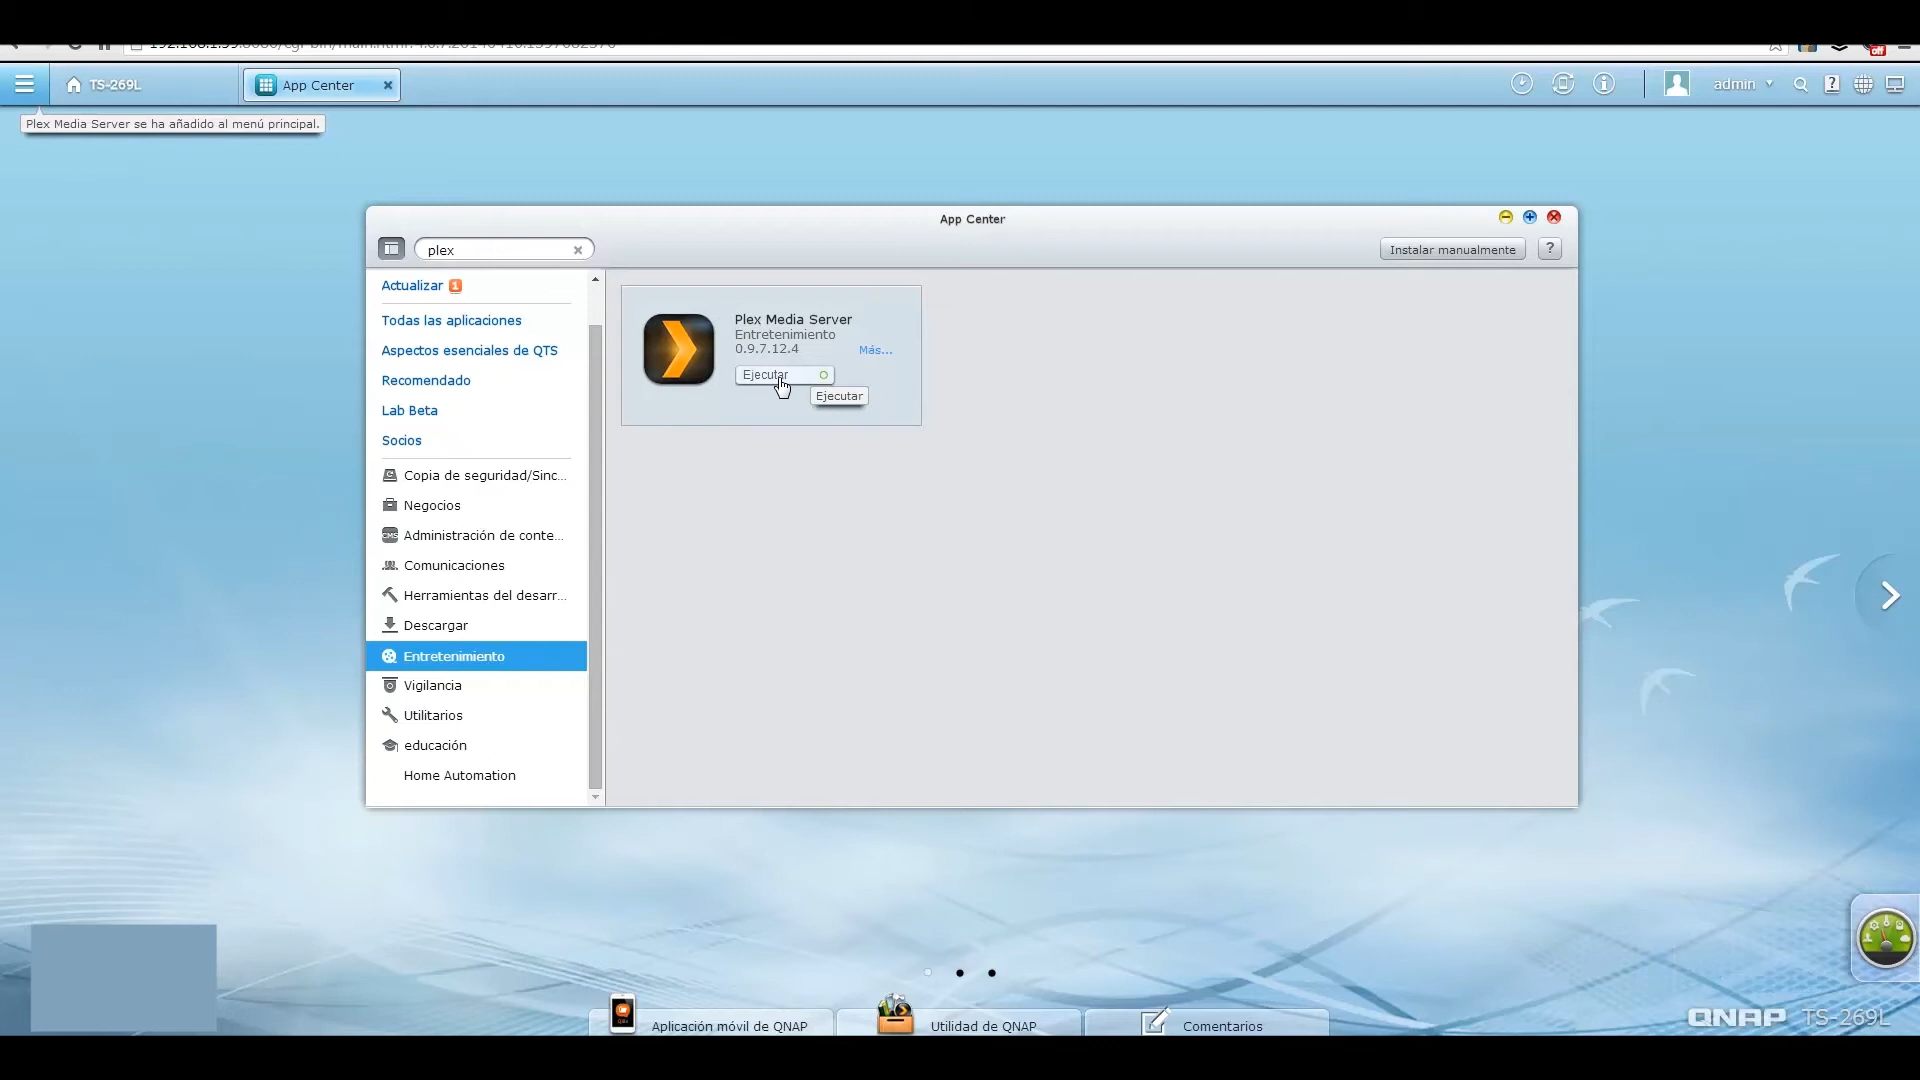 TS-269L
App Center
admin
?
Plex Media Server se ha añadido al menú principal.
App Center
plex
Instalar manualmente
?
Actualizar 1
Todas las aplicaciones
Aspectos esenciales de QTS
Recomendado
Lab Beta
Socios
Copia de seguridad/Sinc...
Negocios
CMS Administración de conte...
Comunicaciones
Herramientas del desarr...
Descargar
Entretenimiento
Vigilancia
Utilitarios
educación
Home Automation
Plex Media Server
Entretenimiento
0.9.7.12.4
Más...
Ejecutar
Ejecutar
Aplicación móvil de QNAP
Utilidad de QNAP
Comentarios
QNAP TS-269L
off